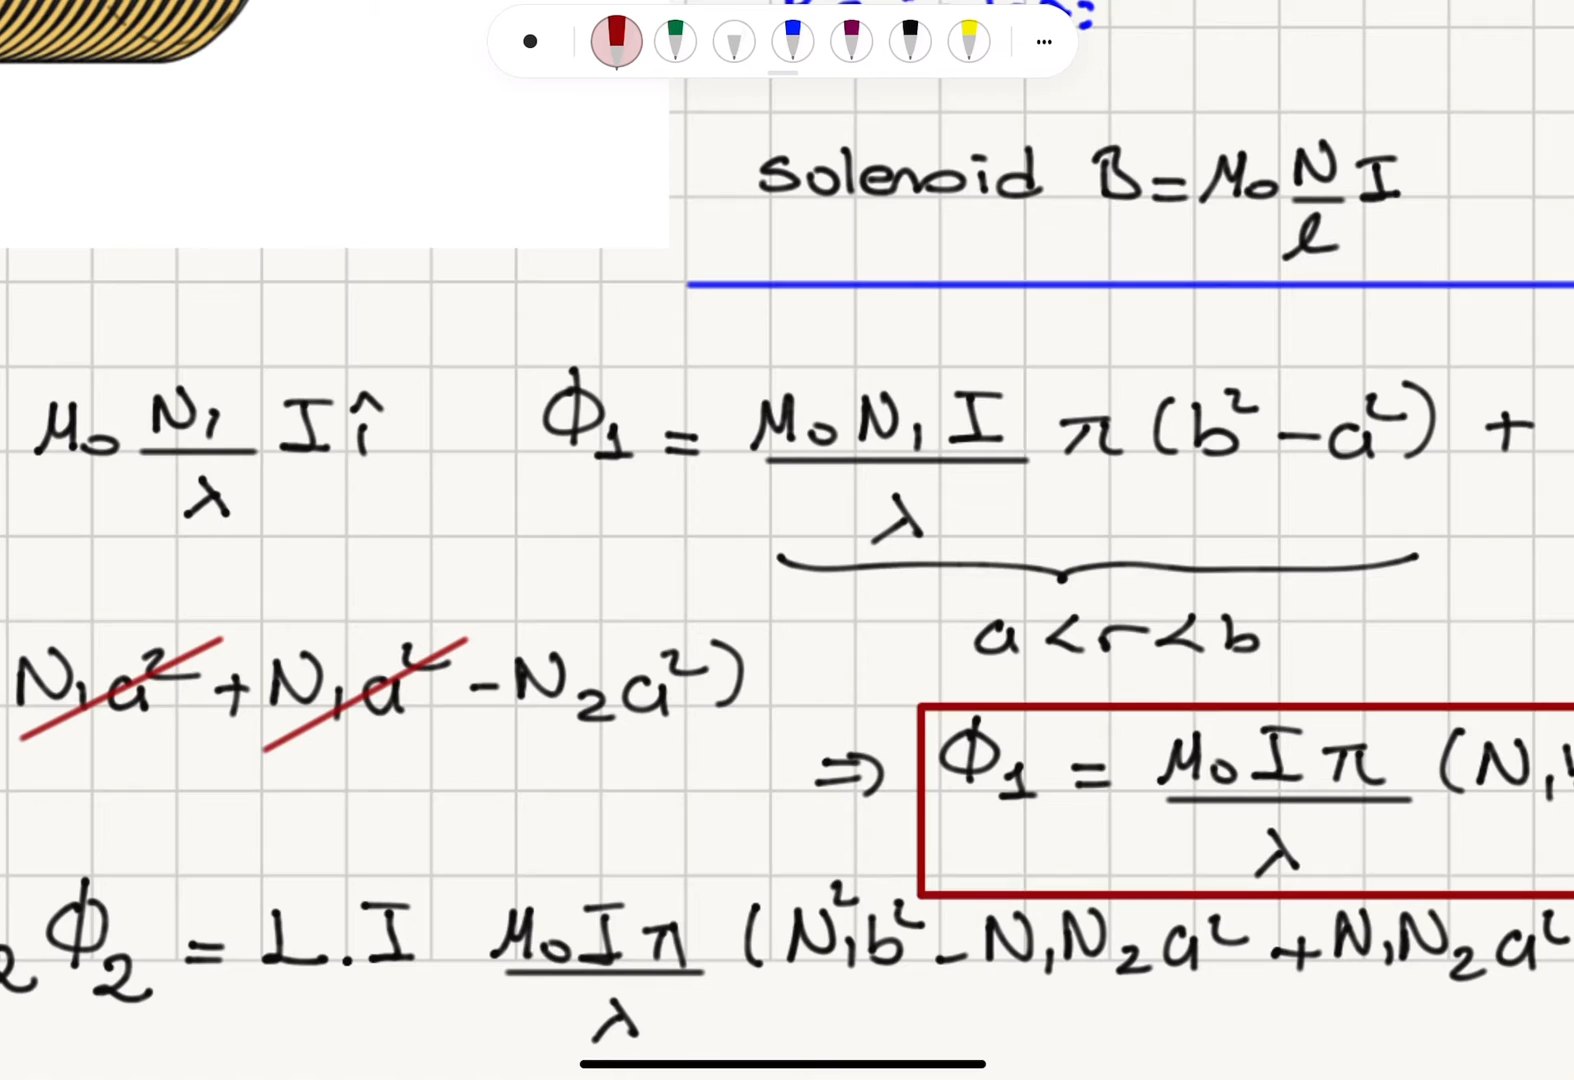 solenoid B = μ₀ N/ℓ I
μ₀ N₁/λ I î   Φ₁ = μ₀ N₁ I/λ π (b² - a²) +
a < r < b
N₁a² + N₁a² - N₂a²)
⇒ Φ₁ = μ₀ I π/λ (N₁
2 Φ₂ = L . I   μ₀ I π/λ (N₁²b² - N₁N₂a² + N₁N₂a²